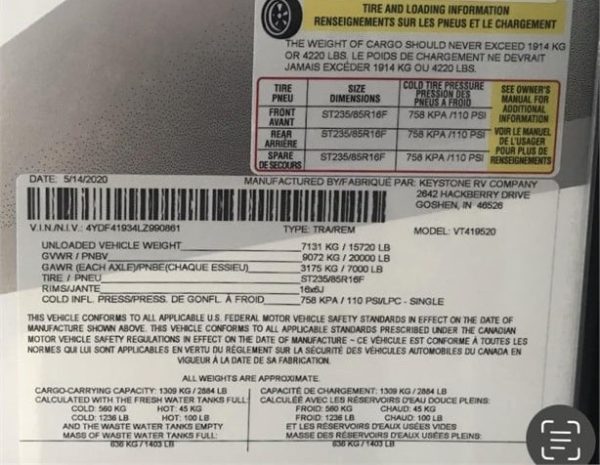 TIRE AND LOADING INFORMATION
RENSEIGNEMENTS SUR LES PNEUS ET LE CHARGEMENT
THE WEIGHT OF CARGO SHOULD NEVER EXCEED 1914 KG
OR 4220 LBS. LE POIDS DE CHARGEMENT NE DEVRAIT
JAMAIS EXCÉDER 1914 KG OU 4220 LBS.
TIRE PNEU SIZE DIMENSIONS COLD TIRE PRESSURE PRESSION DES PNEUS A FROID
FRONT AVANT ST235/85R16F 758 KPA /110 PSI
REAR ARRIÈRE ST235/85R16F 758 KPA /110 PSI
SPARE DE SECOURS ST235/85R16F 758 KPA /110 PSI
SEE OWNER'S
MANUAL FOR
ADDITIONAL
INFORMATION
VOIR LE MANUEL
DE L'USAGER
POUR PLUS DE
RENSEIGNEMENTS
DATE: 5/14/2020 MANUFACTURED BY/FABRIQUÉ PAR: KEYSTONE RV COMPANY
2642 HACKBERRY DRIVE
GOSHEN, IN 46526
V.I.N./N.I.V.: 4YDF41934LZ990861 TYPE: TRA/REM MODEL: VT419520
UNLOADED VEHICLE WEIGHT 7131 KG / 15720 LB
GVWR / PNBV 9072 KG / 20000 LB
GAWR (EACH AXLE)/PNBE(CHAQUE ESSIEU) 3175 KG / 7000 LB
TIRE / PNEU ST235/85R16F
RIMS/JANTE 16x6J
COLD INFL. PRESS/PRESS. DE GONFL. À FROID 758 KPA / 110 PSI/LPC - SINGLE
THIS VEHICLE CONFORMS TO ALL APPLICABLE U.S. FEDERAL MOTOR VEHICLE SAFETY STANDARDS IN EFFECT ON THE DATE OF
MANUFACTURE SHOWN ABOVE. THIS VEHICLE CONFORMS TO ALL APPLICABLE STANDARDS PRESCRIBED UNDER THE CANADIAN
MOTOR VEHICLE SAFETY REGULATIONS IN EFFECT ON THE DATE OF MANUFACTURE ~ CE VÉHICULE EST CONFORME À TOUTES LES
NORMES QUI LUI SONT APPLICABLES EN VERTU DU RÈGLEMENT SUR LA SÉCURITÉ DES VÉHICULES AUTOMOBILES DU CANADA EN
VIGUEUR À LA DATE DE SA FABRICATION.
ALL WEIGHTS ARE APPROXIMATE.
CARGO-CARRYING CAPACITY: 1309 KG / 2884 LB
CALCULATED WITH THE FRESH WATER TANKS FULL:
COLD: 560 KG HOT: 45 KG
COLD: 1236 LB HOT: 100 LB
AND THE WASTE WATER TANKS EMPTY
MASS OF WASTE WATER TANKS FULL:
636 KG / 1403 LB
CAPACITÉ DE CHARGEMENT: 1309 KG / 2884 LB
CALCULÉE AVEC LES RÉSERVOIRS D'EAU DOUCE PLEINS:
FROID: 560 KG CHAUD: 45 KG
FROID: 1236 LB CHAUD: 100 LB
ET LES RÉSERVOIRS D'EAUX USÉES VIDES
MASSE DES RÉSERVOIRS D'EAUX USÉES PLEINS:
636 KG / 1403 LB